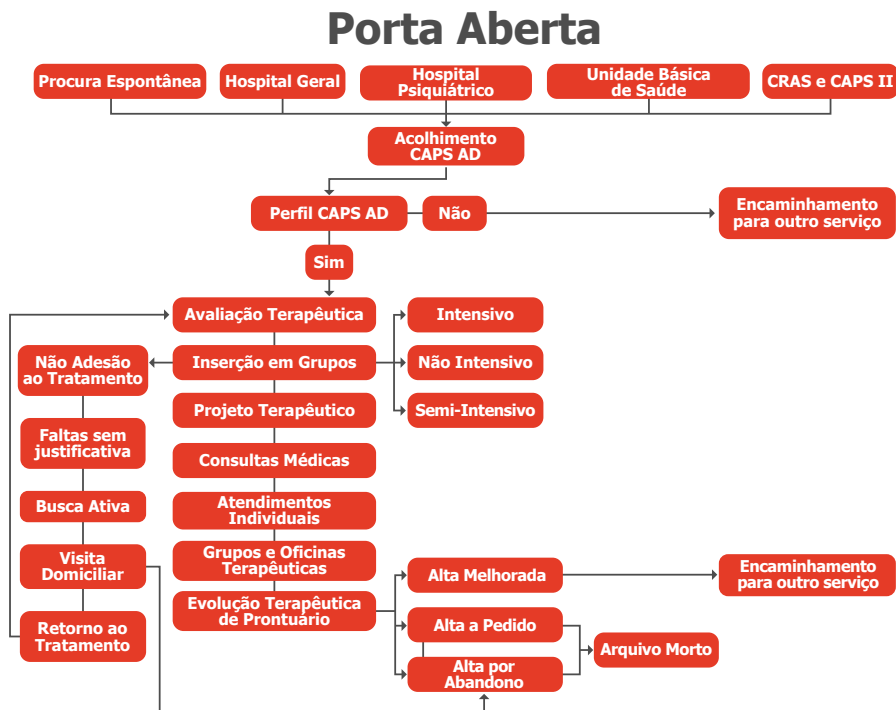 Porta Aberta
Procura Espontânea
Hospital Geral
Hospital
Psiquiátrico
Unidade Básica
de Saúde
CRAS e CAPS II
Acolhimento
CAPS AD
Perfil CAPS AD
Não
Encaminhamento
para outro serviço
Sim
Avaliação Terapêutica
Intensivo
Não Adesão
ao Tratamento
Inserção em Grupos
Não Intensivo
Projeto Terapêutico
Semi-Intensivo
Faltas sem
justificativa
Consultas Médicas
Busca Ativa
Atendimentos
Individuais
Visita
Domiciliar
Grupos e Oficinas
Terapêuticas
Alta Melhorada
Encaminhamento
para outro serviço
Evolução Terapêutica
de Prontuário
Alta a Pedido
Retorno ao
Tratamento
Arquivo Morto
Alta por
Abandono